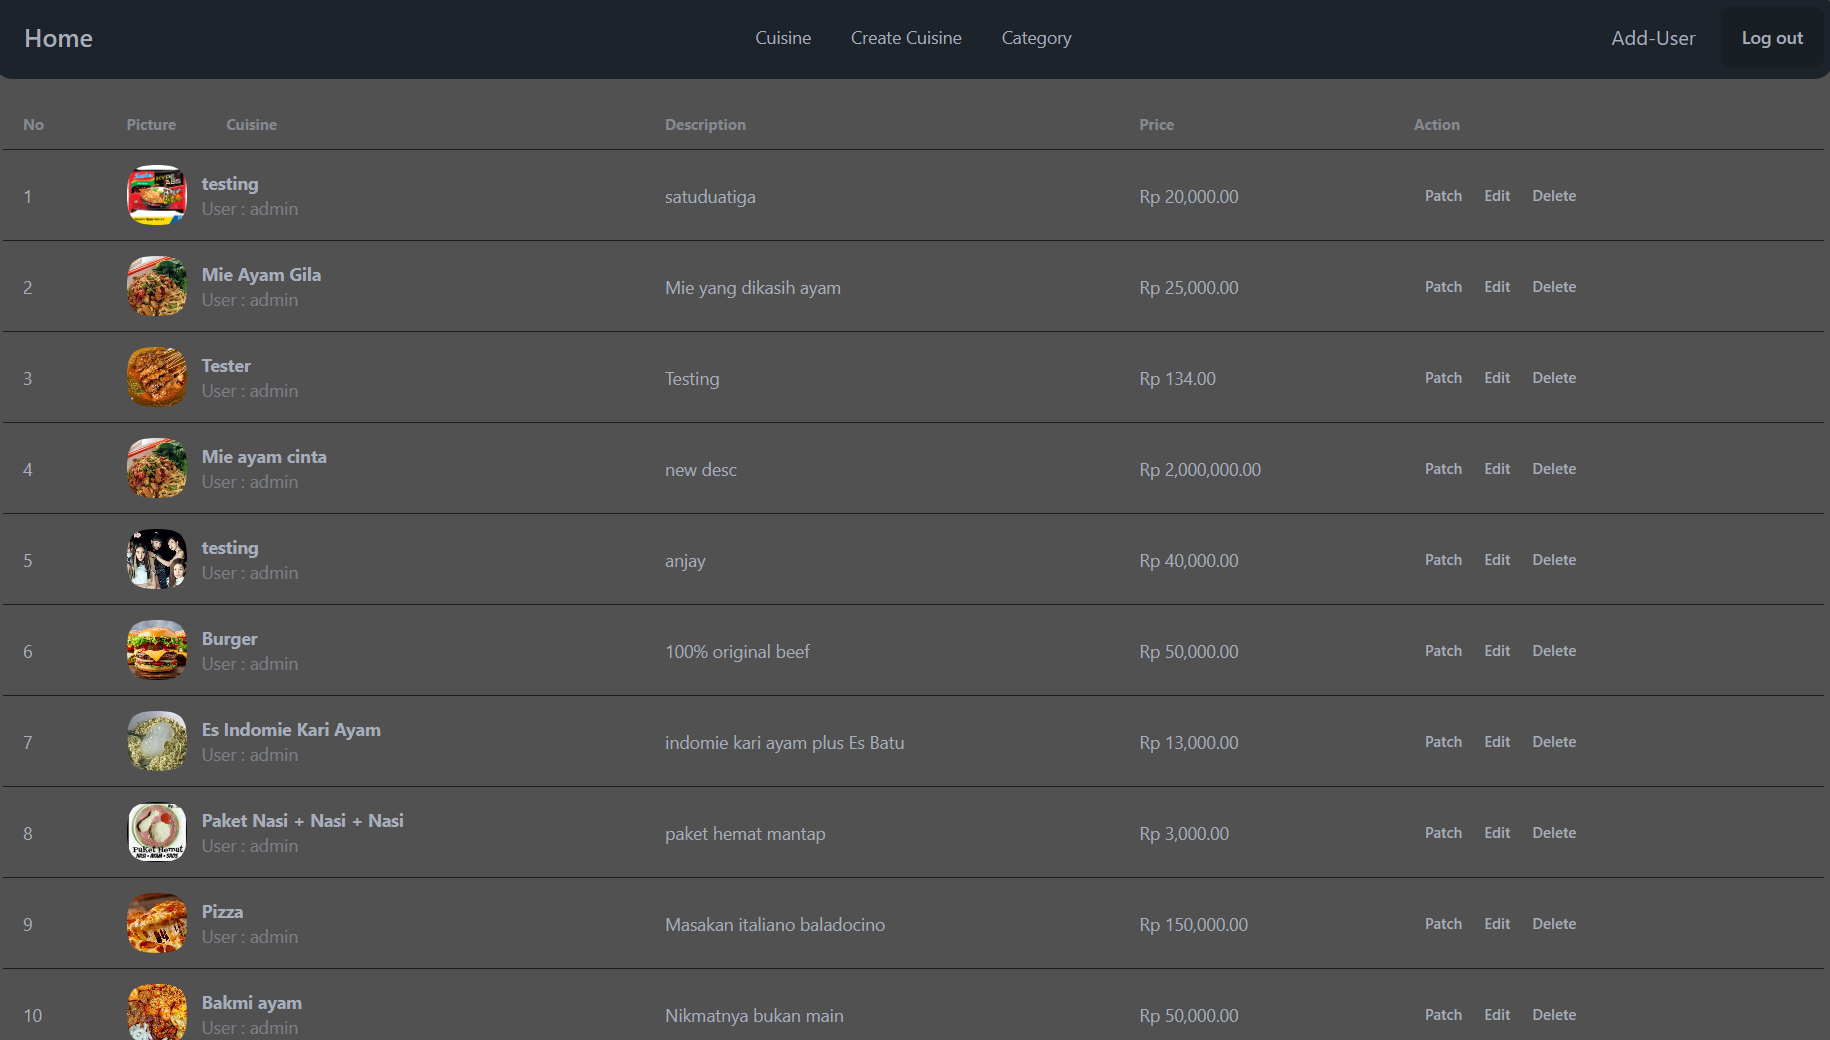 Home Cuisine Create Cuisine Category Add-User Log out
No Picture Cuisine Description Price Action
1 testing satuduatiga Rp 20,000.00 Patch Edit Delete
User : admin
2 Mie Ayam Gila Mie yang dikasih ayam Rp 25,000.00 Patch Edit Delete
User : admin
3 Tester Testing Rp 134.00 Patch Edit Delete
User : admin
4 Mie ayam cinta new desc Rp 2,000,000.00 Patch Edit Delete
User : admin
5 testing anjay Rp 40,000.00 Patch Edit Delete
User : admin
6 Burger 100% original beef Rp 50,000.00 Patch Edit Delete
User : admin
7 Es Indomie Kari Ayam indomie kari ayam plus Es Batu Rp 13,000.00 Patch Edit Delete
User : admin
8 Paket Nasi + Nasi + Nasi paket hemat mantap Rp 3,000.00 Patch Edit Delete
User : admin
Paket Hemat
9 Pizza Masakan italiano baladocino Rp 150,000.00 Patch Edit Delete
User : admin
10 Bakmi ayam Nikmatnya bukan main Rp 50,000.00 Patch Edit Delete
User : admin